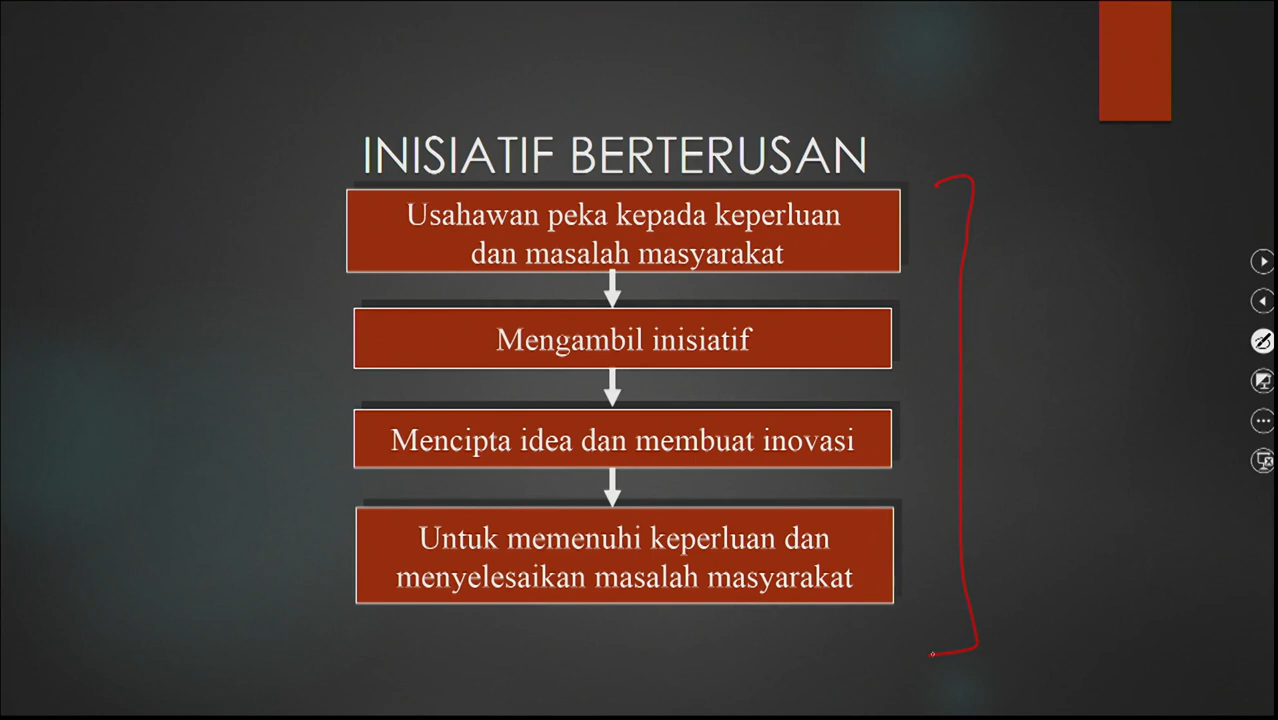 INISIATIF BERTERUSAN
Usahawan peka kepada keperluan
dan masalah masyarakat
Mengambil inisiatif
Mencipta idea dan membuat inovasi
Untuk memenuhi keperluan dan
menyelesaikan masalah masyarakat